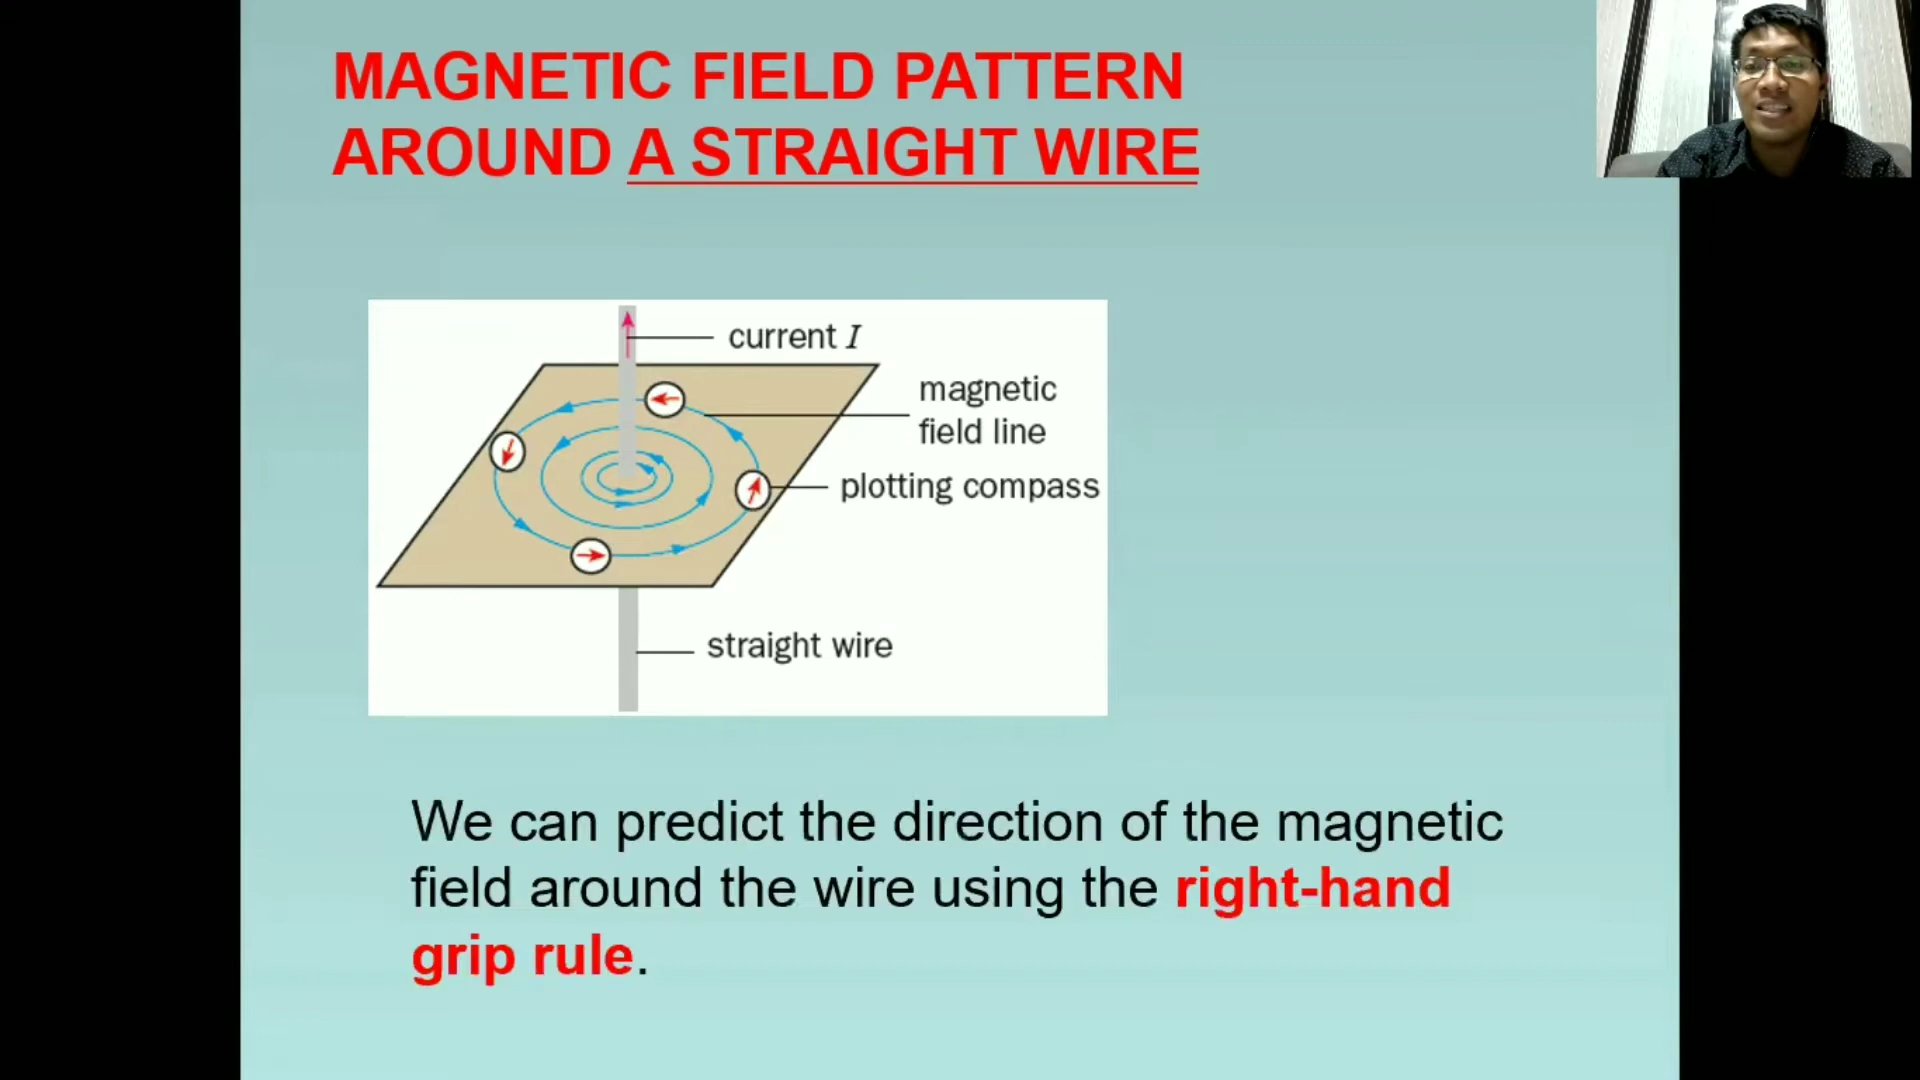 MAGNETIC FIELD PATTERN
AROUND A STRAIGHT WIRE
current I
magnetic
field line
plotting compass
straight wire
We can predict the direction of the magnetic
field around the wire using the right-hand
grip rule.